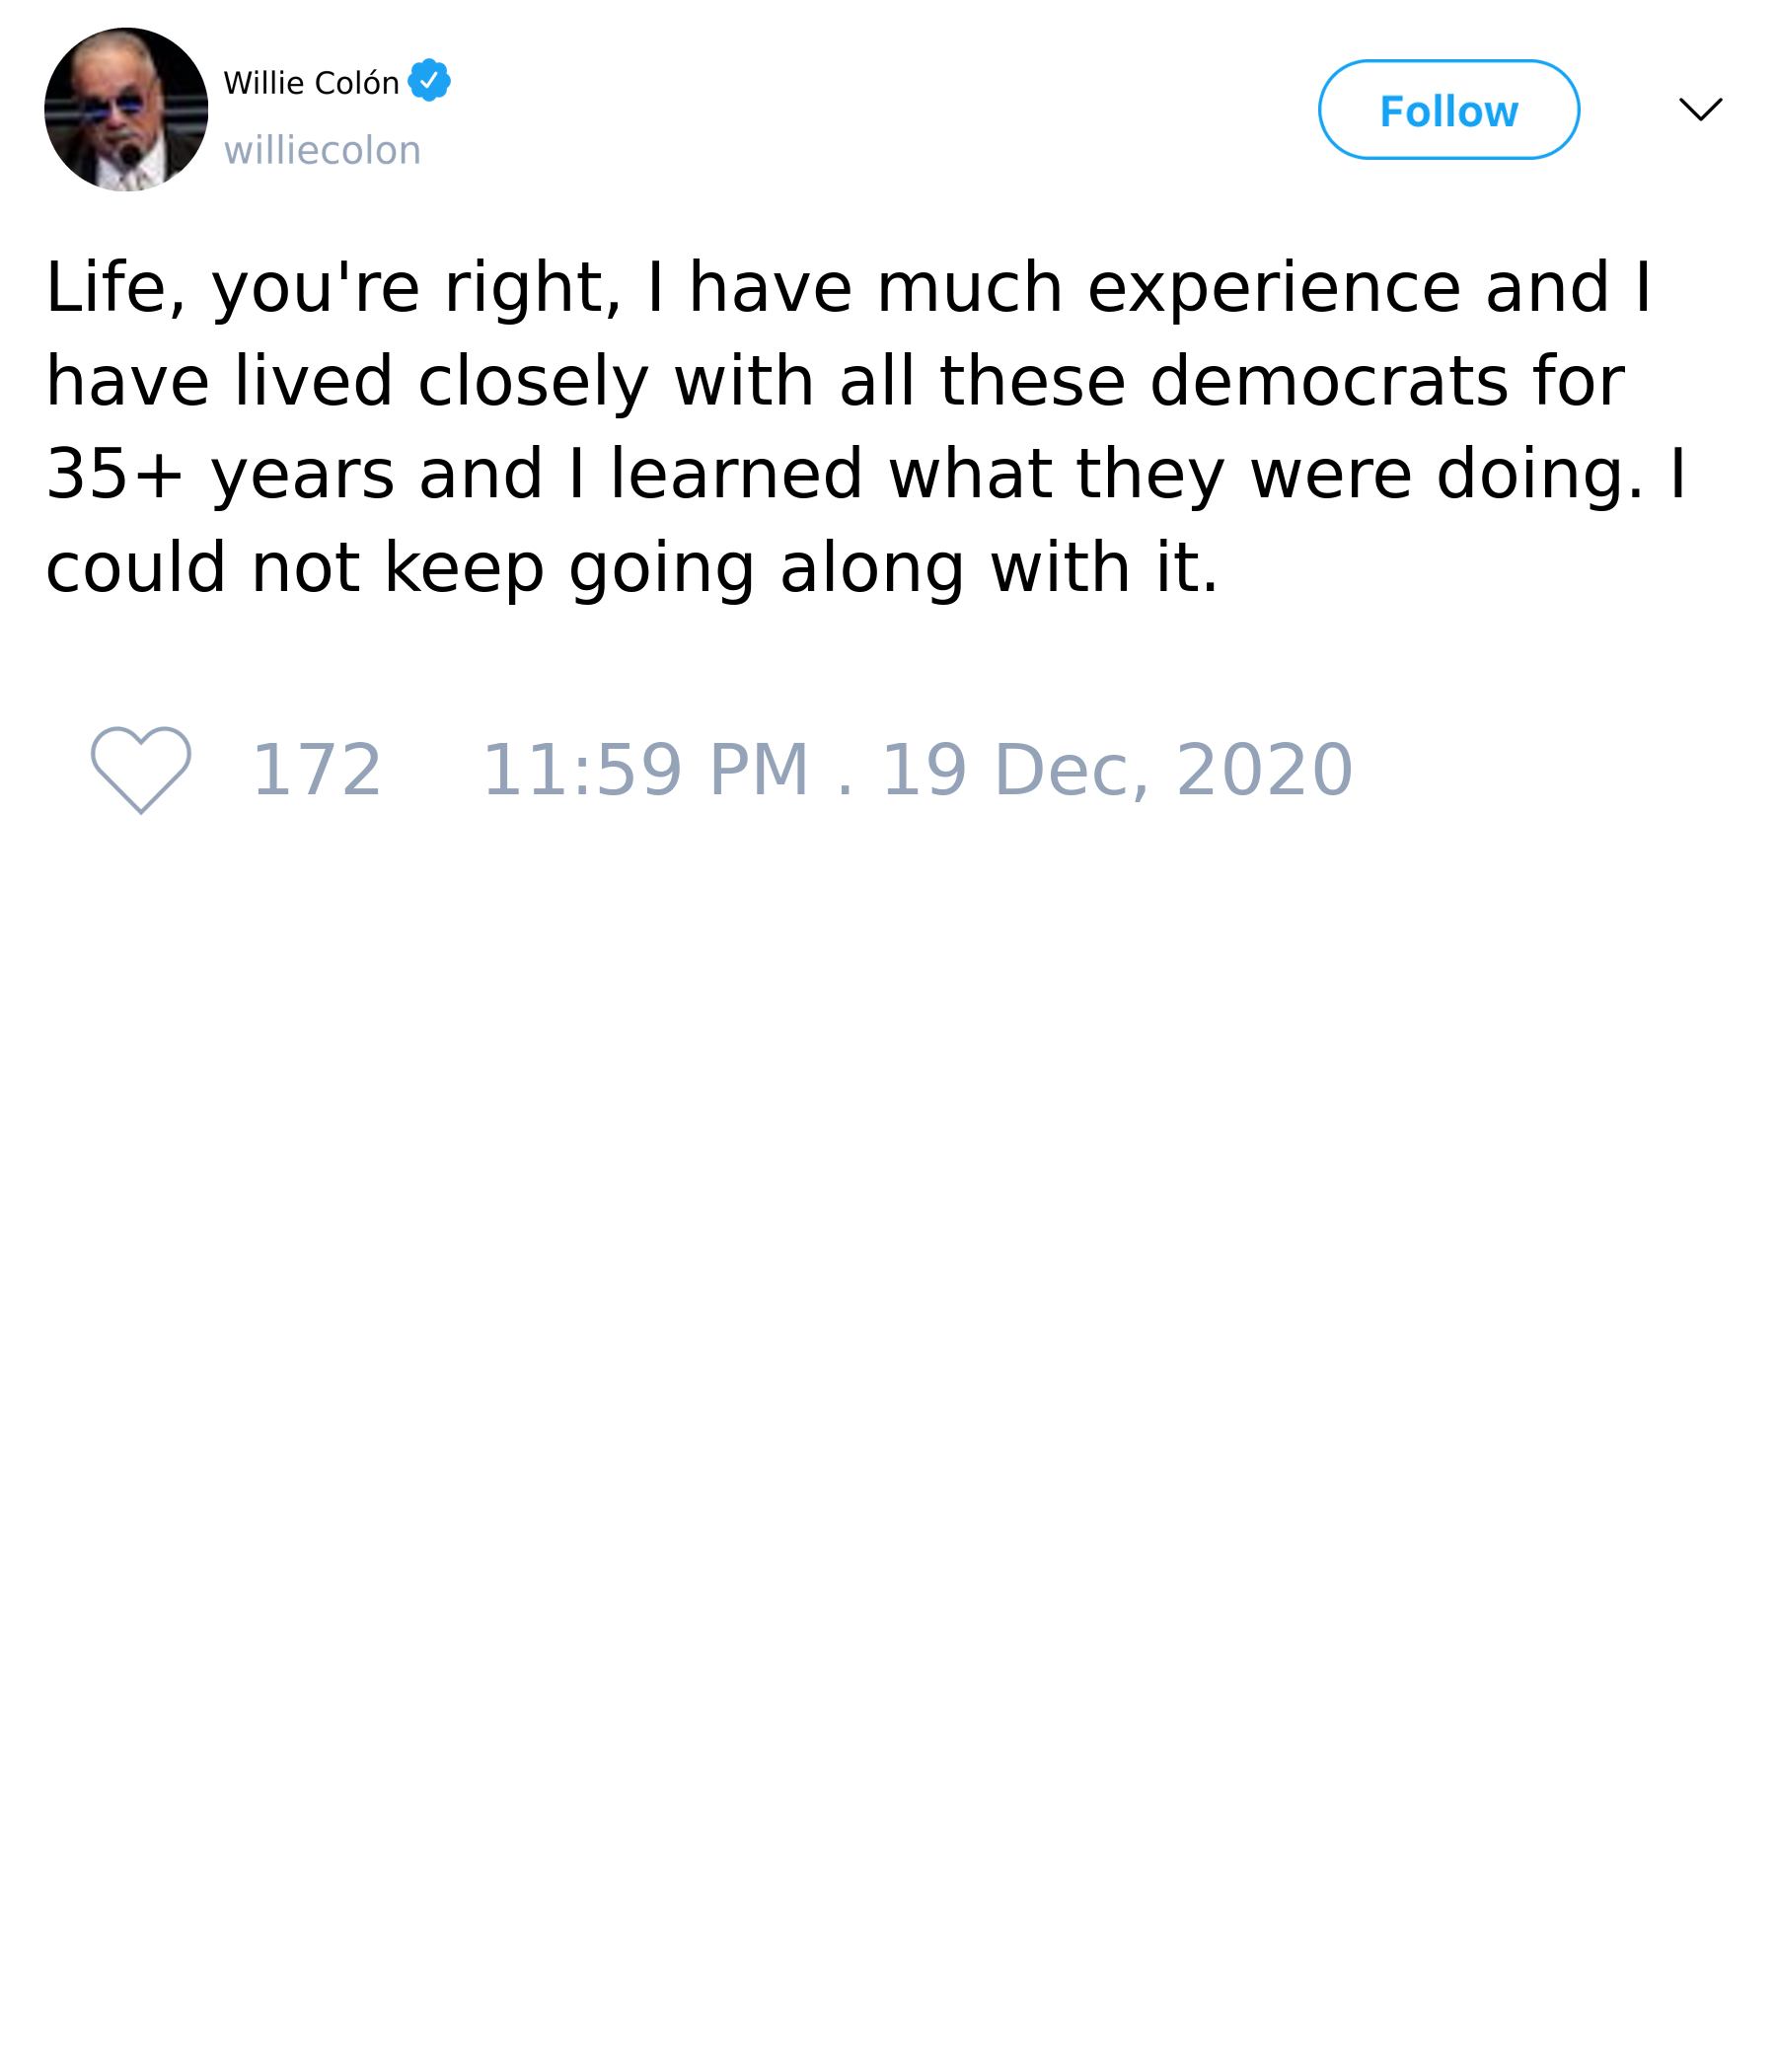 Willie Colón
williecolon
Follow
Life, you're right, I have much experience and I
have lived closely with all these democrats for
35+ years and I learned what they were doing. I
could not keep going along with it.
172 11:59 PM . 19 Dec, 2020